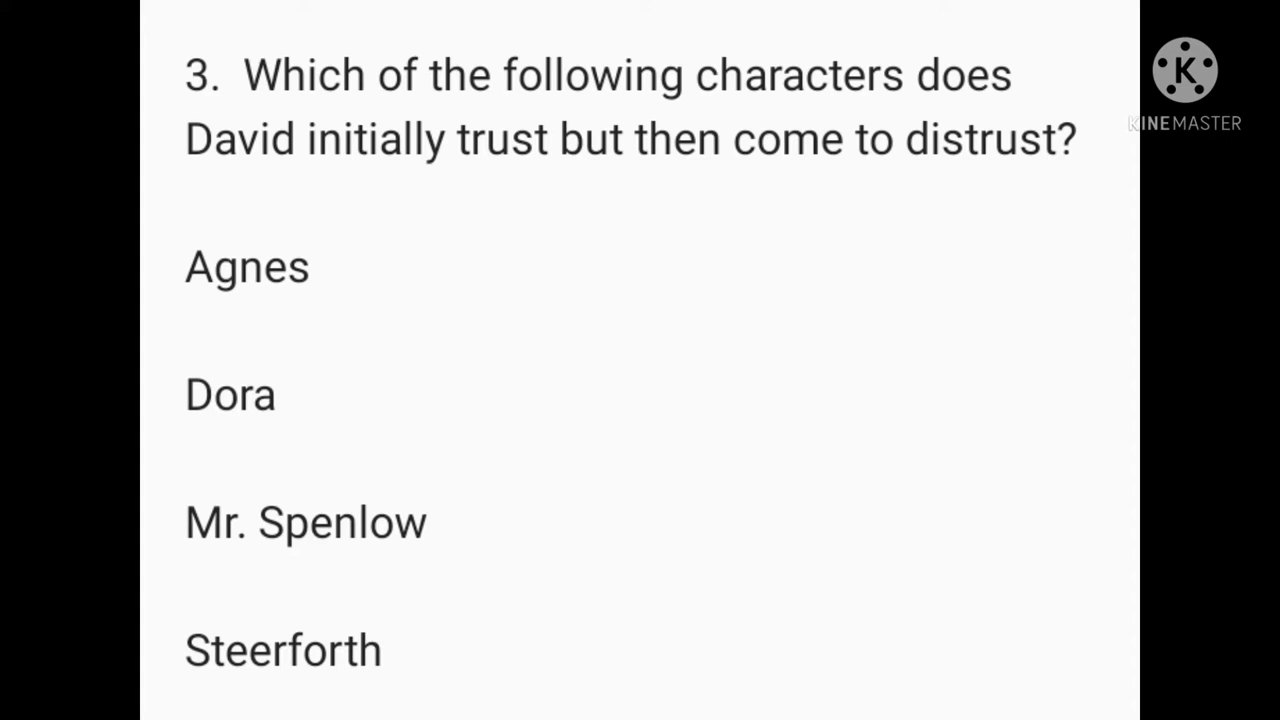 3. Which of the following characters does
David initially trust but then come to distrust?
Agnes
Dora
Mr. Spenlow
Steerforth
K
KINEMASTER